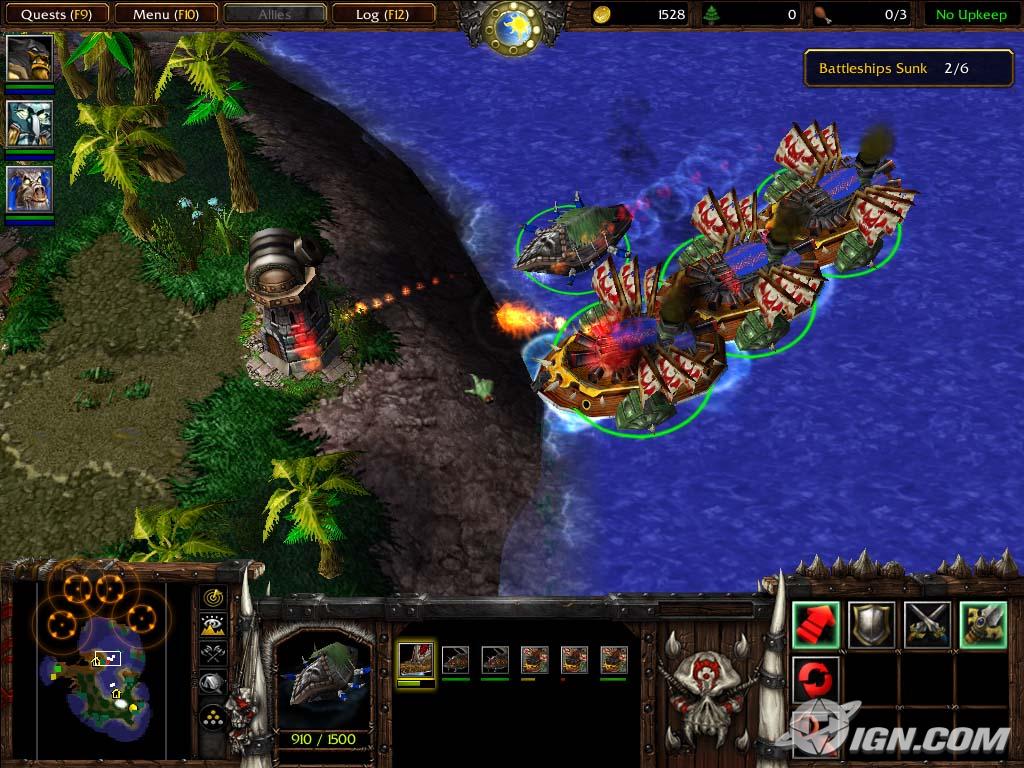 Quests (F9) Menu (F10) Allies Log (F12) 1528 0 0/3 No Upkeep
Battleships Sunk 2/6
910 / 1500
IGN.COM